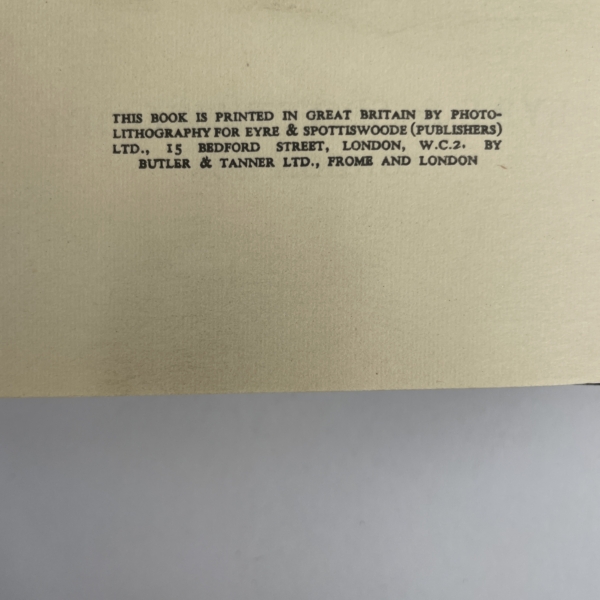 THIS BOOK IS PRINTED IN GREAT BRITAIN BY PHOTO-
LITHOGRAPHY FOR EYRE & SPOTTISWOODE (PUBLISHERS)
LTD., 15 BEDFORD STREET, LONDON, W.C.2. BY
BUTLER & TANNER LTD., FROME AND LONDON